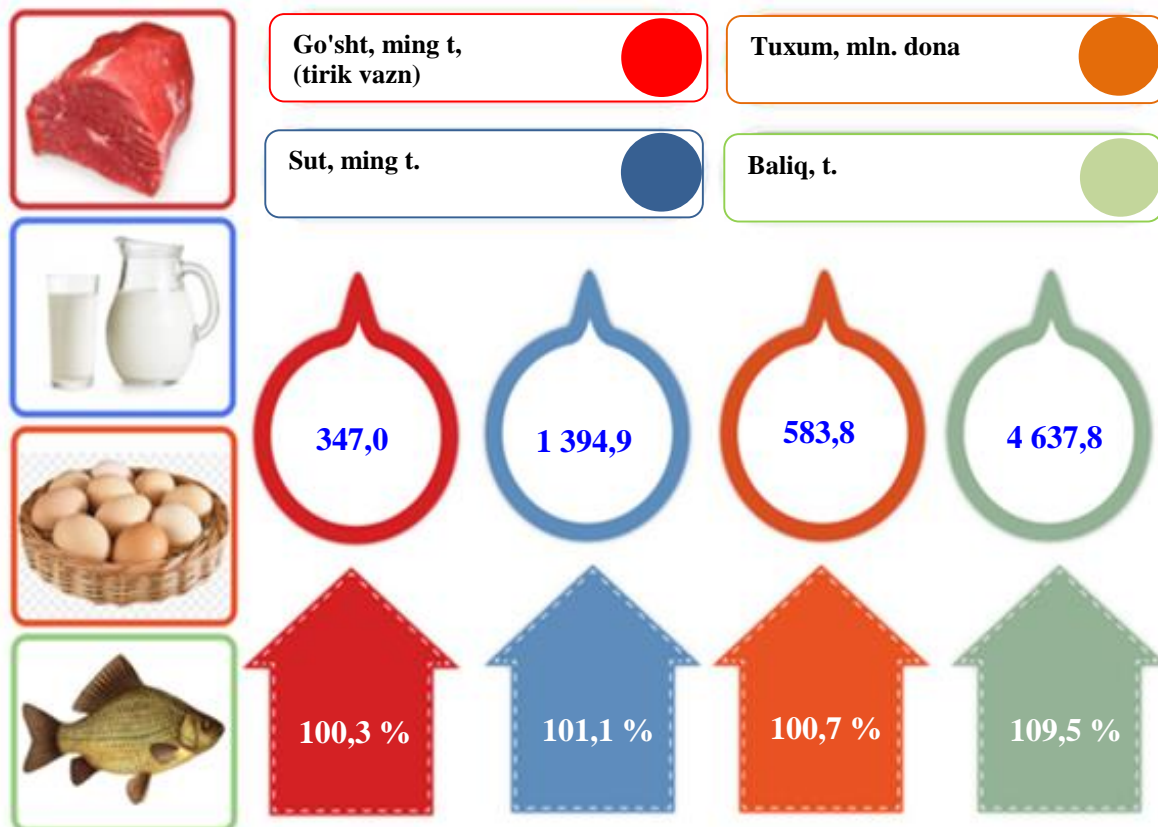 Go'sht, ming t,
(tirik vazn)
Tuxum, mln. dona
Sut, ming t.
Baliq, t.
347,0
1 394,9
583,8
4 637,8
100,3 %
101,1 %
100,7 %
109,5 %